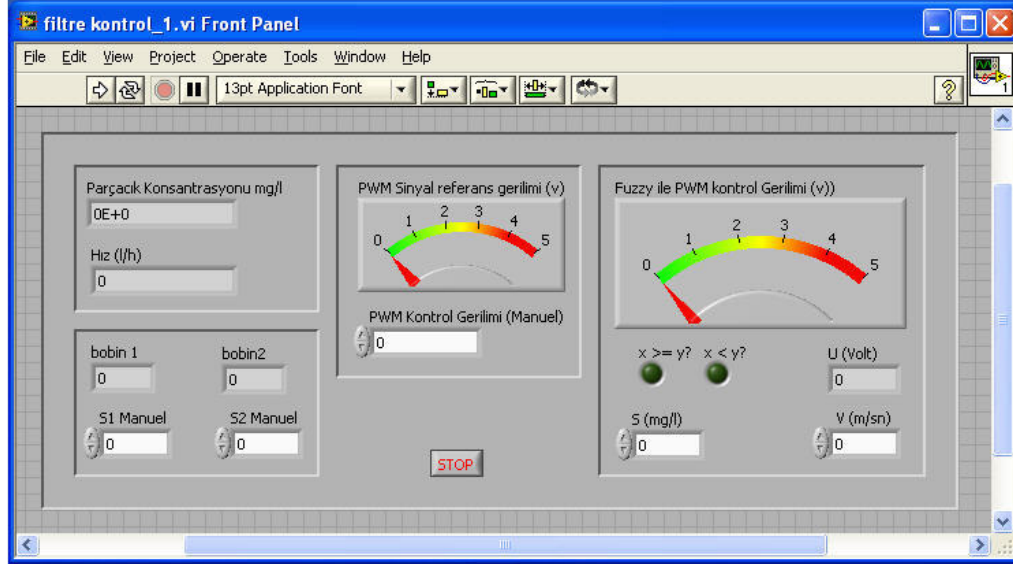 filtre kontrol_1.vi Front Panel
File Edit View Project Operate Tools Window Help
13pt Application Font
?
1
Parçacık Konsantrasyonu mg/l
0E+0
Hız (l/h)
0
bobin 1 bobin2
0 0
S1 Manuel S2 Manuel
0 0
PWM Sinyal referans gerilimi (v)
0 1 2 3 4 5
PWM Kontrol Gerilimi (Manuel)
0
STOP
Fuzzy ile PWM kontrol Gerilimi (v))
0 1 2 3 4 5
x >= y? x < y? U (Volt)
0
S (mg/l) V (m/sn)
0 0